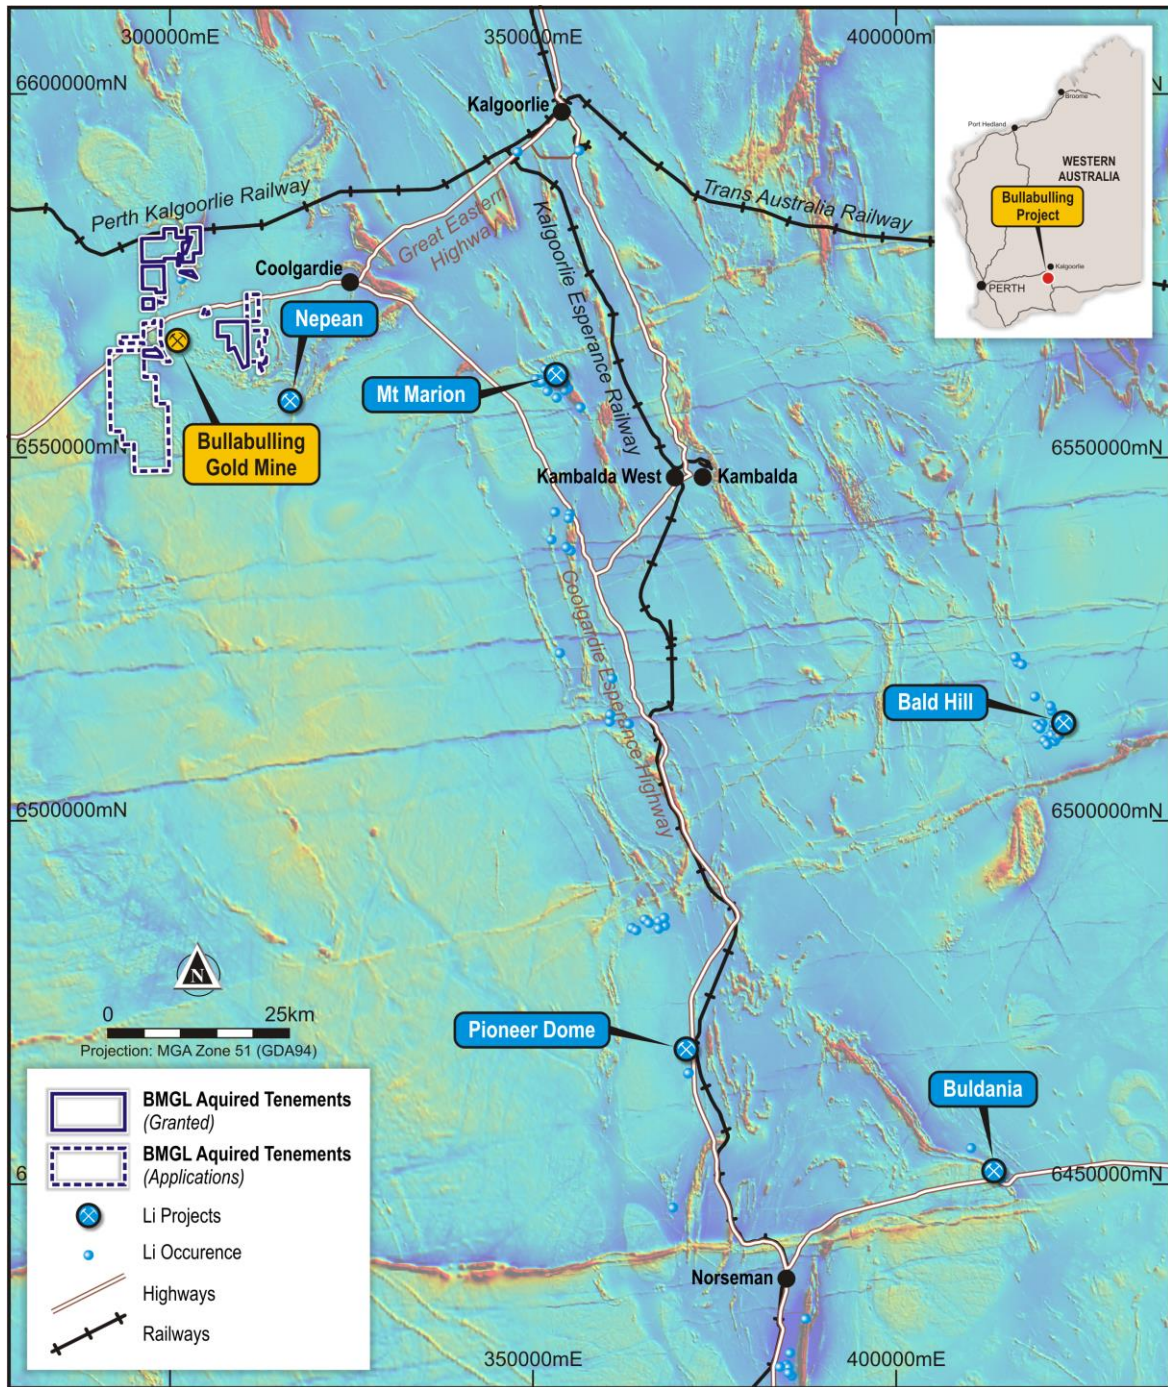 300000mE
350000mE
400000mE
6600000mN
Kalgoorlie
Broome
Port Hedland
WESTERN
AUSTRALIA
Bullabulling
Project
Kalgoorlie
PERTH
Perth Kalgoorlie Railway
Great Eastern
Highway
Kalgoorlie Esperance Railway
Trans Australia Railway
Coolgardie
Nepean
Mt Marion
Bullabulling
Gold Mine
6550000mN
6550000mN
Kambalda West
Kambalda
Coolgardie Esperance Highway
Bald Hill
6500000mN
6500000mN
N
0
25km
Projection: MGA Zone 51 (GDA94)
Pioneer Dome
Buldania
BMGL Aquired Tenements
(Granted)
BMGL Aquired Tenements
(Applications)
Li Projects
Li Occurence
Highways
Railways
6450000mN
Norseman
350000mE
400000mE